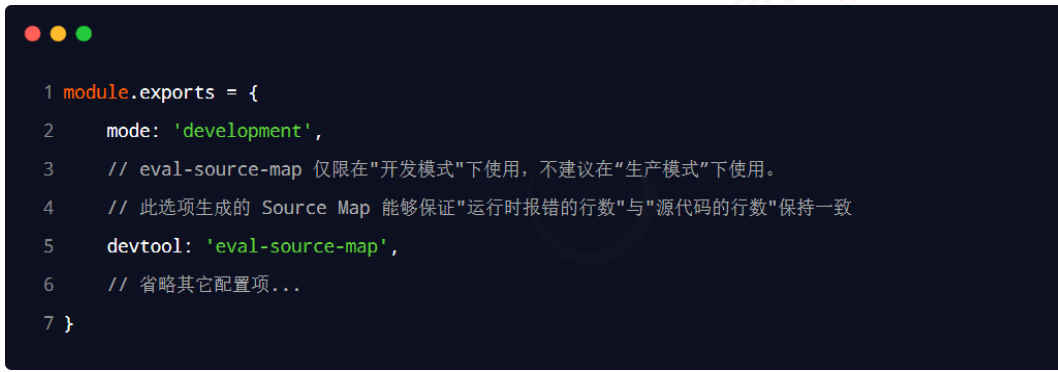 1 module.exports = {
2 mode: 'development',
3 // eval-source-map 仅限在"开发模式"下使用，不建议在“生产模式”下使用。
4 // 此选项生成的 Source Map 能够保证"运行时报错的行数"与"源代码的行数"保持一致
5 devtool: 'eval-source-map',
6 // 省略其它配置项...
7 }